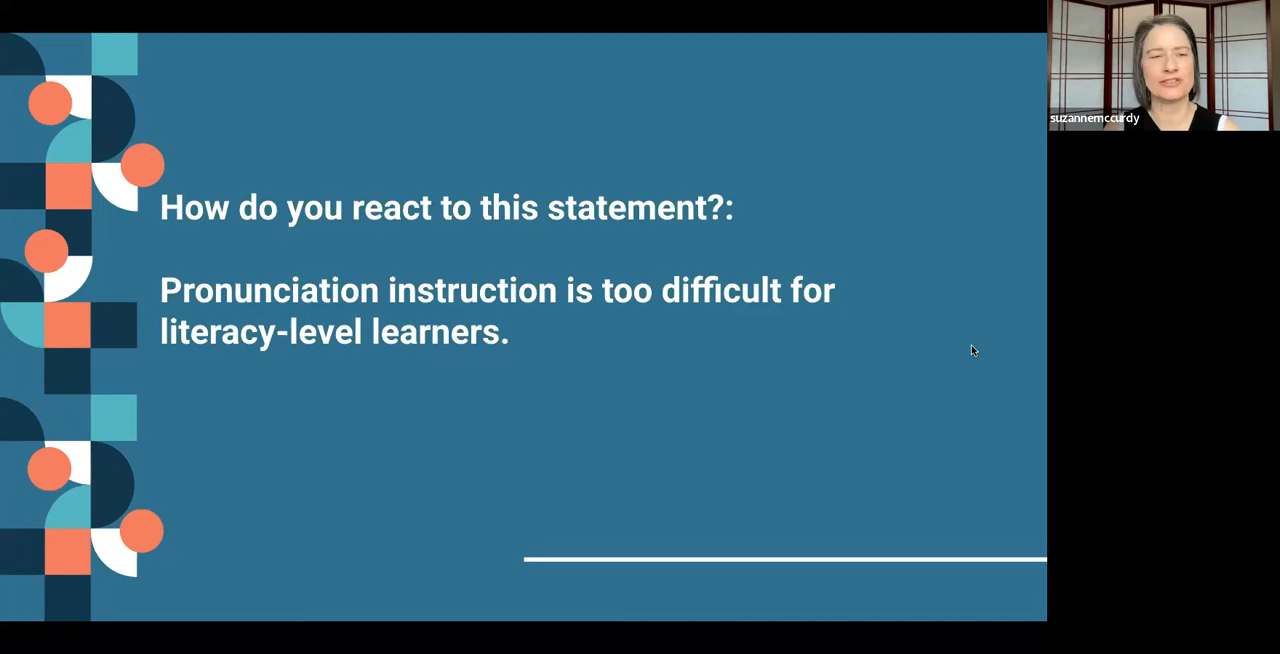 suzannemccurdy
How do you react to this statement?:
Pronunciation instruction is too difficult for
literacy-level learners.